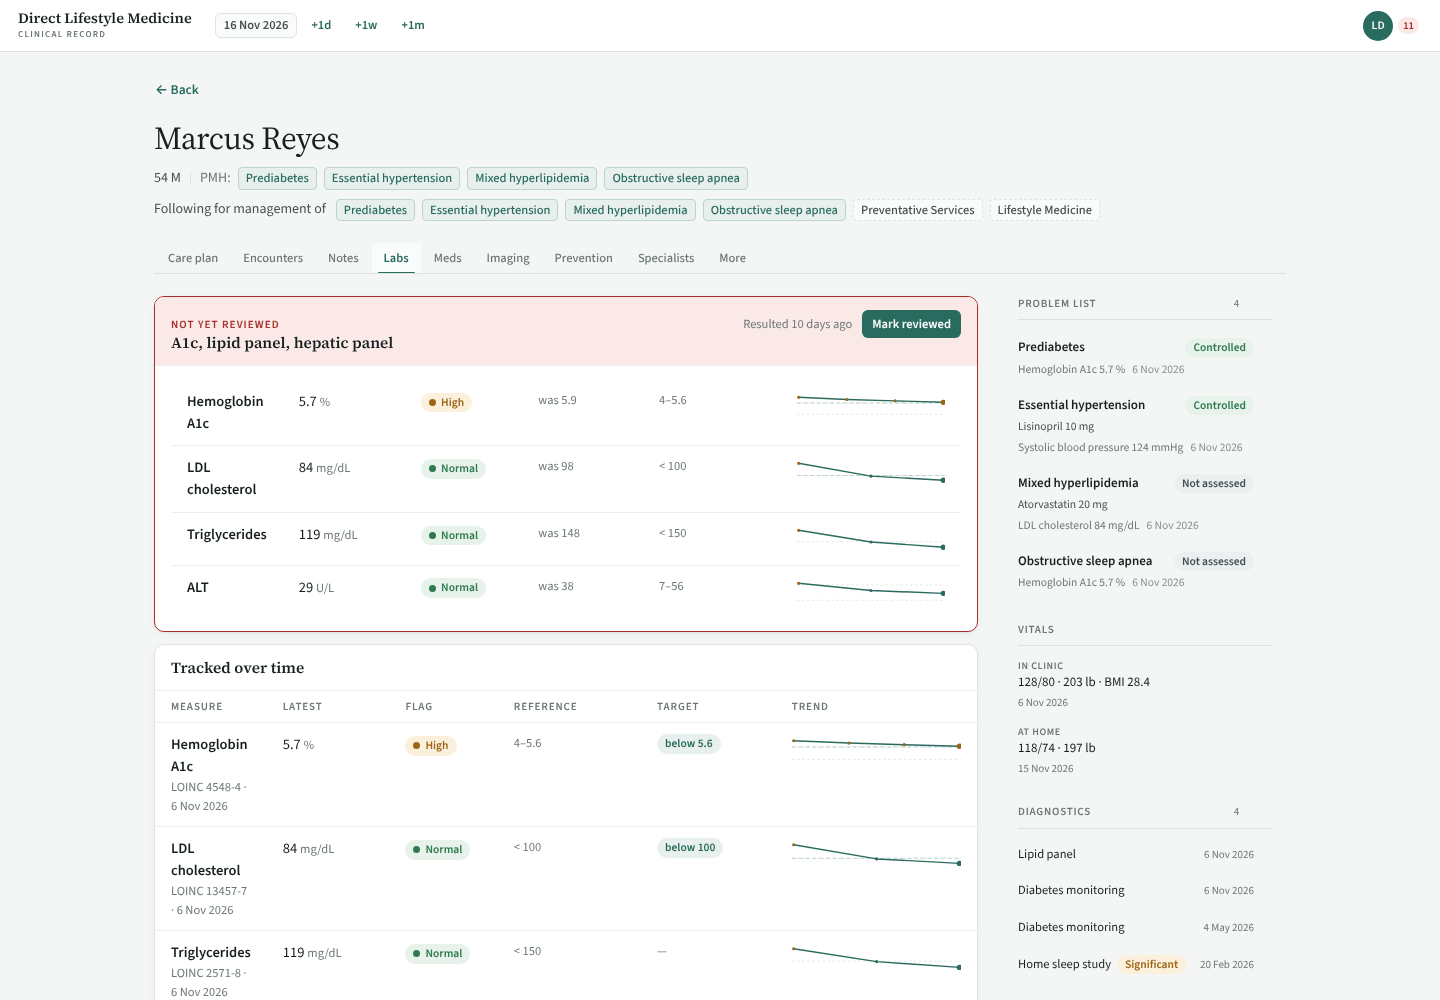 Direct Lifestyle Medicine
CLINICAL RECORD
16 Nov 2026 +1d +1w +1m
LD 11
← Back
Marcus Reyes
54 M PMH: Prediabetes Essential hypertension Mixed hyperlipidemia Obstructive sleep apnea
Following for management of Prediabetes Essential hypertension Mixed hyperlipidemia Obstructive sleep apnea Preventative Services Lifestyle Medicine
Care plan Encounters Notes Labs Meds Imaging Prevention Specialists More
NOT YET REVIEWED
A1c, lipid panel, hepatic panel
Resulted 10 days ago Mark reviewed
Hemoglobin A1c 5.7 % High was 5.9 4–5.6
LDL cholesterol 84 mg/dL Normal was 98 < 100
Triglycerides 119 mg/dL Normal was 148 < 150
ALT 29 U/L Normal was 38 7–56
Tracked over time
MEASURE LATEST FLAG REFERENCE TARGET TREND
Hemoglobin A1c 5.7 % High 4–5.6 below 5.6
LOINC 4548-4 ·
6 Nov 2026
LDL cholesterol 84 mg/dL Normal < 100 below 100
LOINC 13457-7
· 6 Nov 2026
Triglycerides 119 mg/dL Normal < 150 —
LOINC 2571-8 ·
6 Nov 2026
PROBLEM LIST 4
Prediabetes Controlled
Hemoglobin A1c 5.7 % 6 Nov 2026
Essential hypertension Controlled
Lisinopril 10 mg
Systolic blood pressure 124 mmHg 6 Nov 2026
Mixed hyperlipidemia Not assessed
Atorvastatin 20 mg
LDL cholesterol 84 mg/dL 6 Nov 2026
Obstructive sleep apnea Not assessed
Hemoglobin A1c 5.7 % 6 Nov 2026
VITALS
IN CLINIC
128/80 · 203 lb · BMI 28.4
6 Nov 2026
AT HOME
118/74 · 197 lb
15 Nov 2026
DIAGNOSTICS 4
Lipid panel 6 Nov 2026
Diabetes monitoring 6 Nov 2026
Diabetes monitoring 4 May 2026
Home sleep study Significant 20 Feb 2026